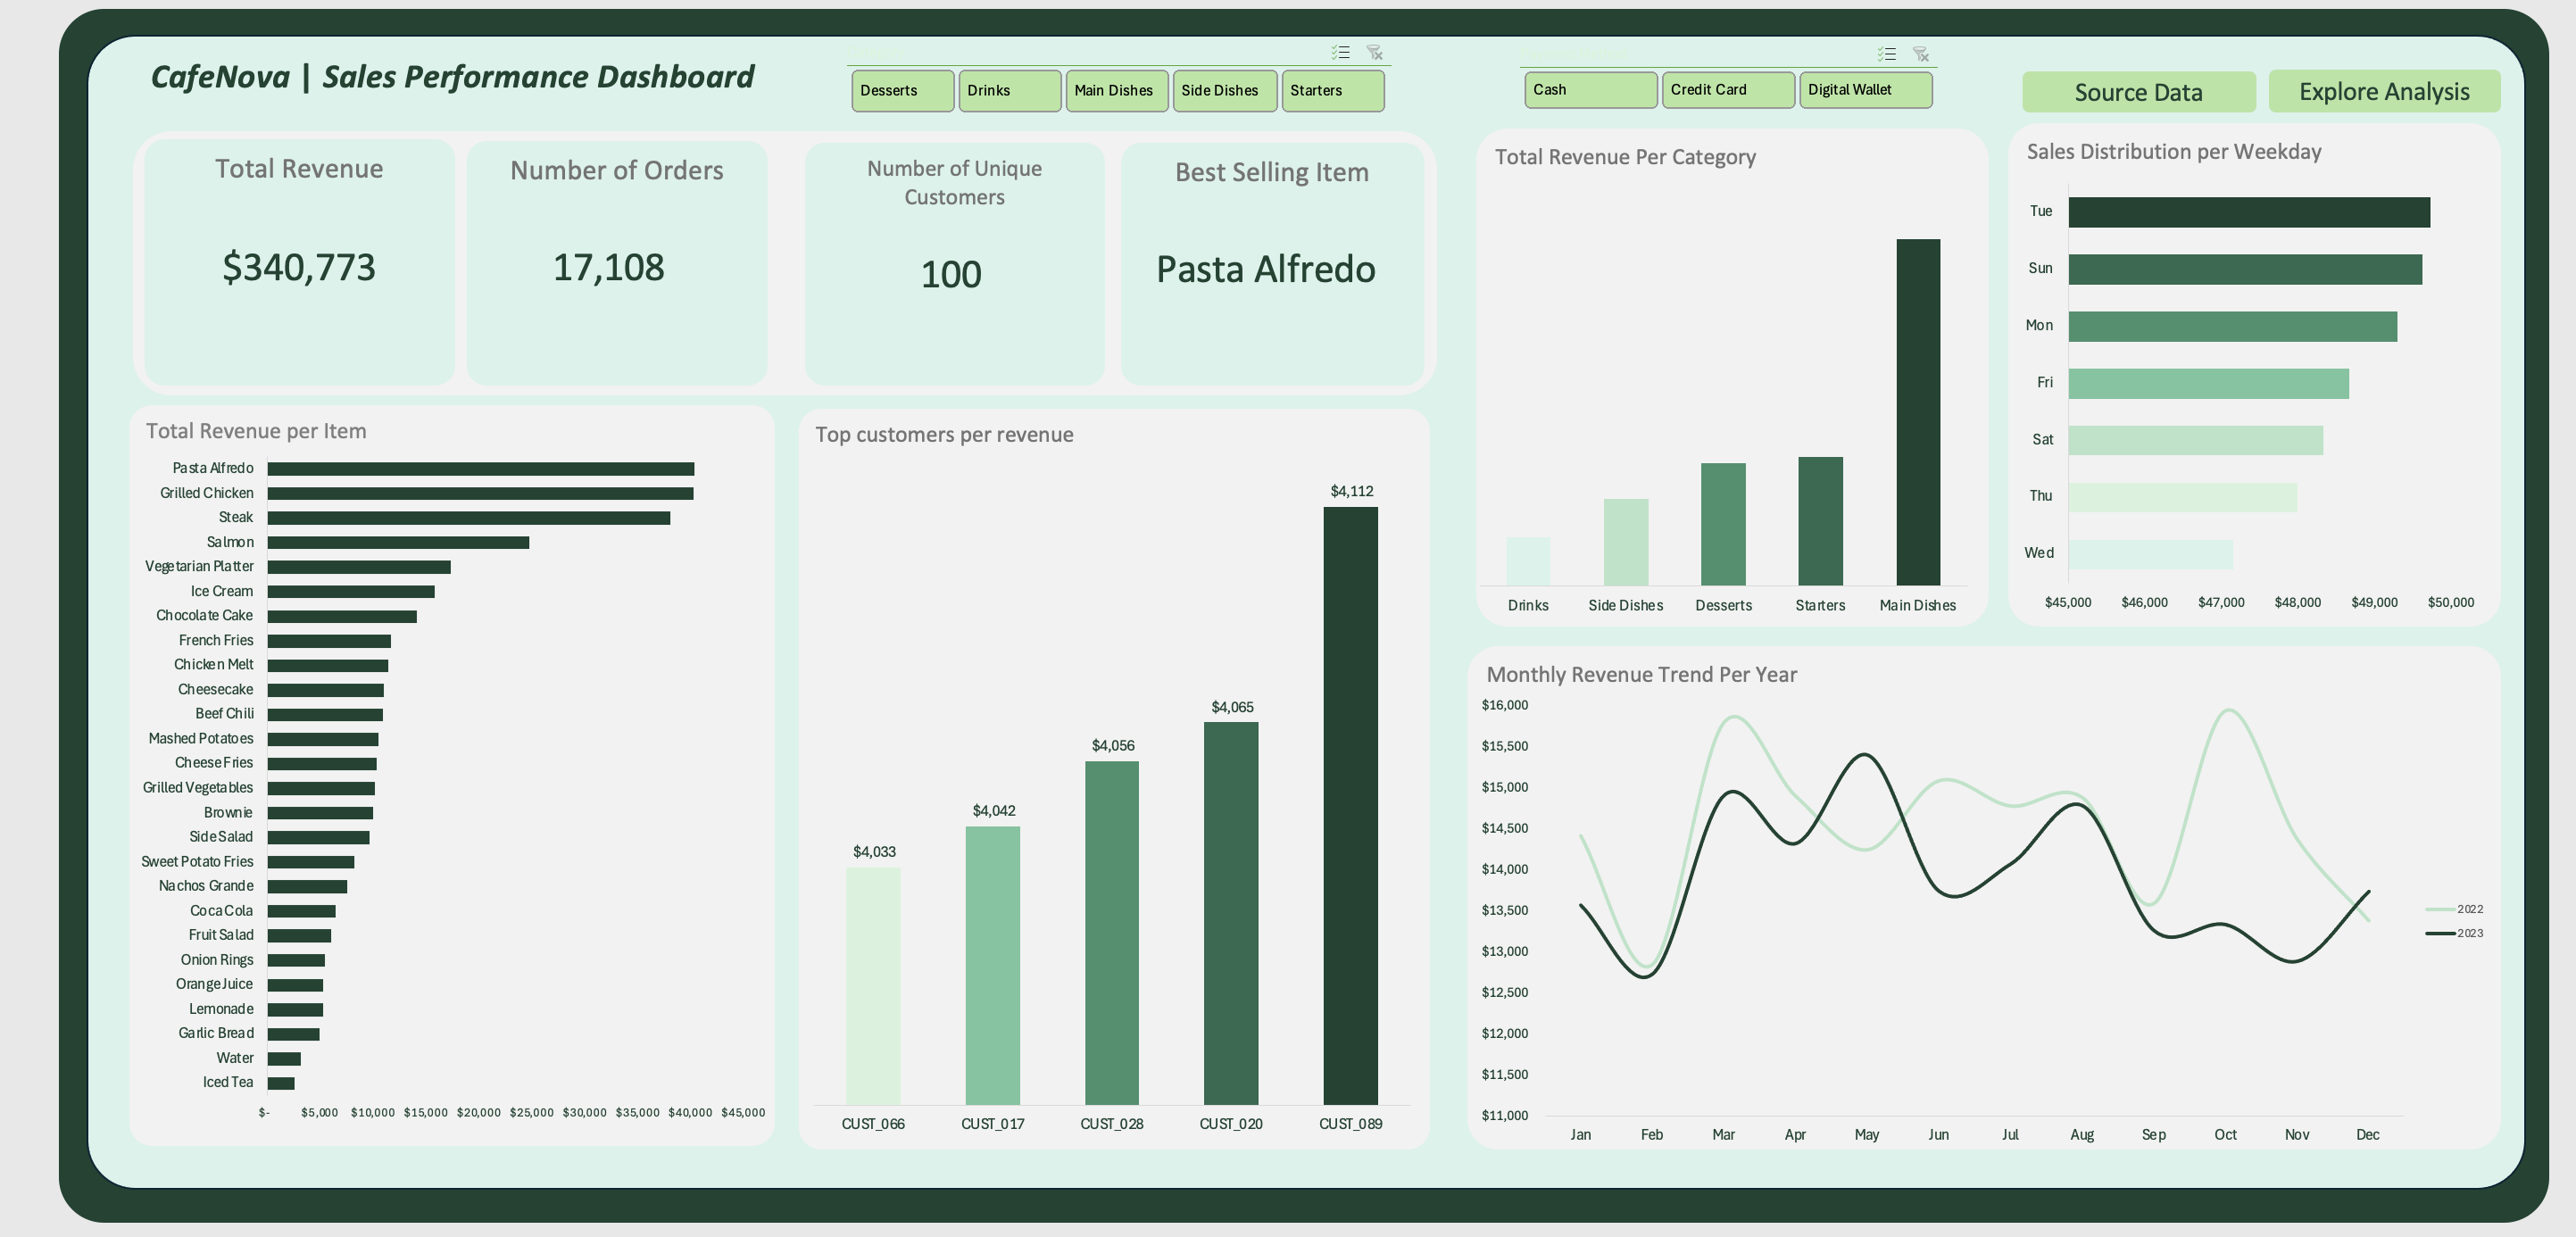 CafeNova | Sales Performance Dashboard
Desserts
Drinks
Main Dishes
Side Dishes
Starters
Cash
Credit Card
Digital Wallet
Source Data
Explore Analysis
Total Revenue
$340,773
Number of Orders
17,108
Number of Unique
Customers
100
Best Selling Item
Pasta Alfredo
Total Revenue Per Category
Drinks
Side Dishes
Desserts
Starters
Main Dishes
Sales Distribution per Weekday
Tue
Sun
Mon
Fri
Sat
Thu
Wed
$45,000
$46,000
$47,000
$48,000
$49,000
$50,000
Total Revenue per Item
Pasta Alfredo
Grilled Chicken
Steak
Salmon
Vegetarian Platter
Ice Cream
Chocolate Cake
French Fries
Chicken Melt
Cheesecake
Beef Chili
Mashed Potatoes
Cheese Fries
Grilled Vegetables
Brownie
Side Salad
Sweet Potato Fries
Nachos Grande
Coca Cola
Fruit Salad
Onion Rings
Orange Juice
Lemonade
Garlic Bread
Water
Iced Tea
$-
$5,000
$10,000
$15,000
$20,000
$25,000
$30,000
$35,000
$40,000
$45,000
Top customers per revenue
$4,033
$4,042
$4,056
$4,065
$4,112
CUST_066
CUST_017
CUST_028
CUST_020
CUST_089
Monthly Revenue Trend Per Year
$16,000
$15,500
$15,000
$14,500
$14,000
$13,500
$13,000
$12,500
$12,000
$11,500
$11,000
Jan
Feb
Mar
Apr
May
Jun
Jul
Aug
Sep
Oct
Nov
Dec
2022
2023